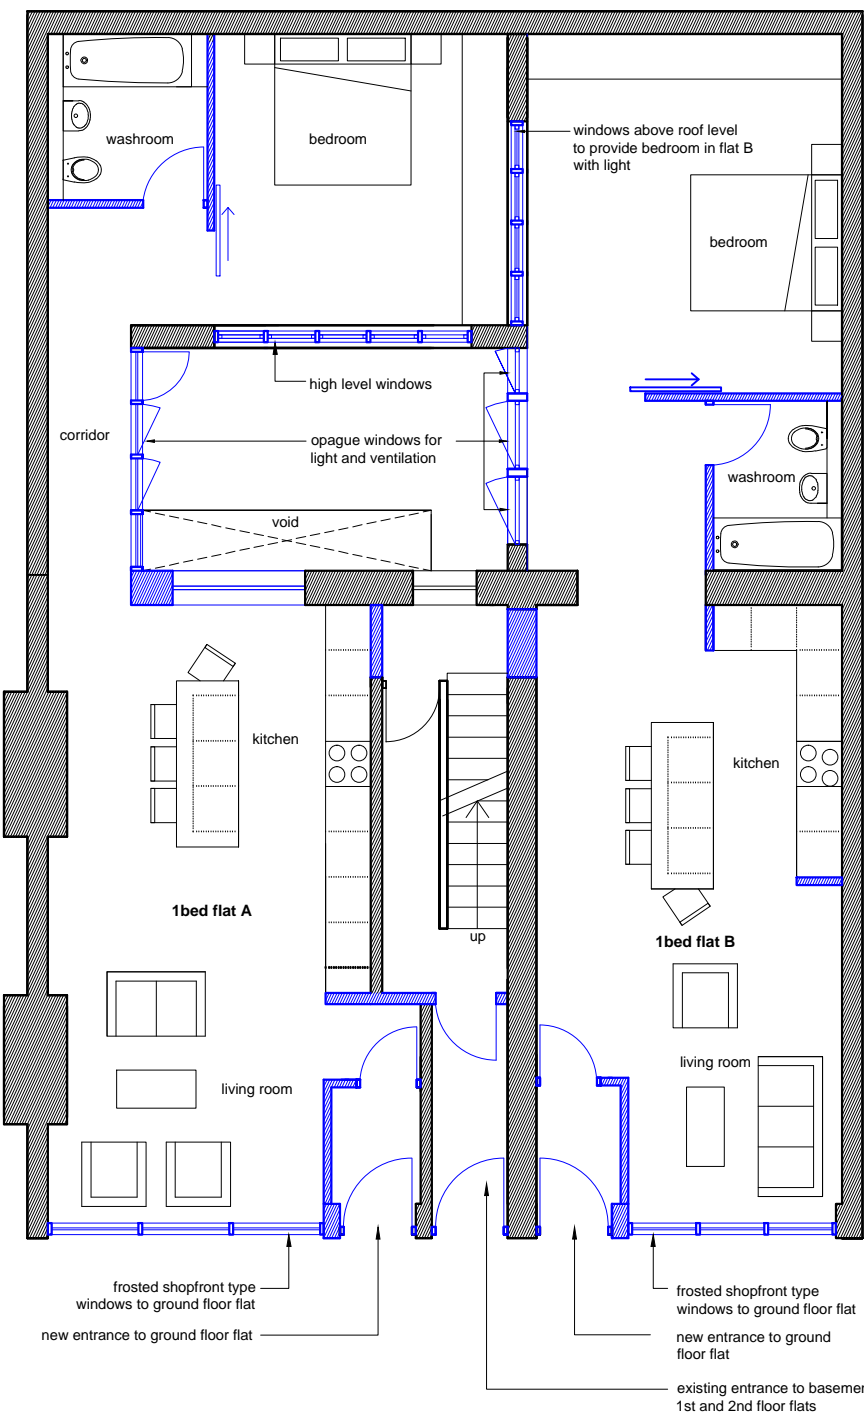 washroom
bedroom
windows above roof level
to provide bedroom in flat B
with light
bedroom
high level windows
corridor
opague windows for
light and ventilation
washroom
void
kitchen
kitchen
1bed flat A
up
1bed flat B
living room
living room
frosted shopfront type
windows to ground floor flat
new entrance to ground floor flat
frosted shopfront type
windows to ground floor flat
new entrance to ground
floor flat
existing entrance to basemen
1st and 2nd floor flats